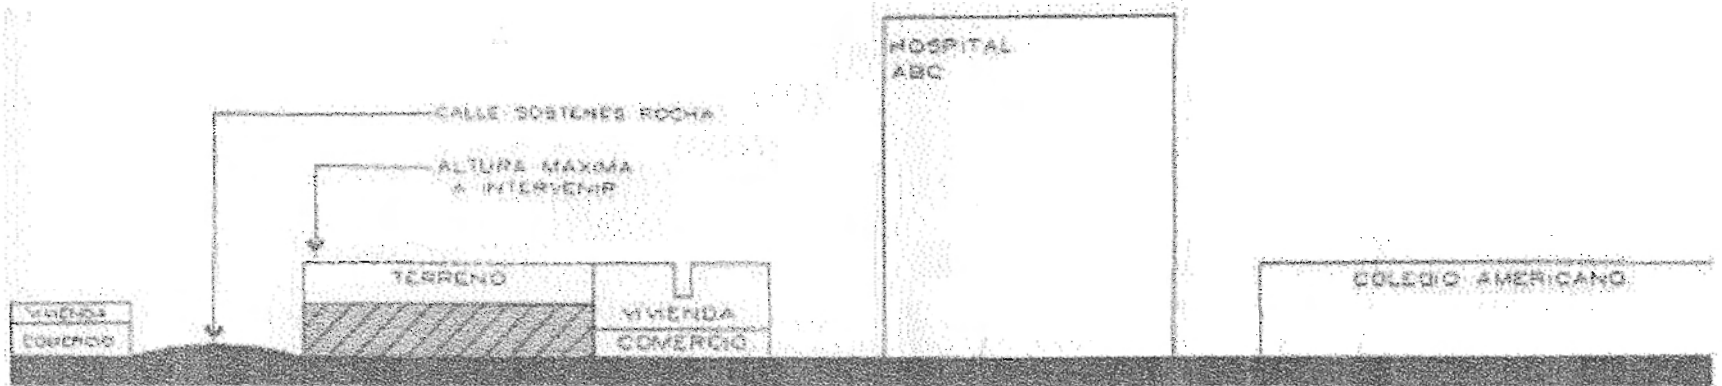 HOSPITAL
ABC
CALLE SOSTENES ROCHA
ALTURA MAXIMA
A INTERVENIR
TERRENO
COLEGIO AMERICANO
VIVIENDA
COMERCIO
VIVIENDA
COMERCIO